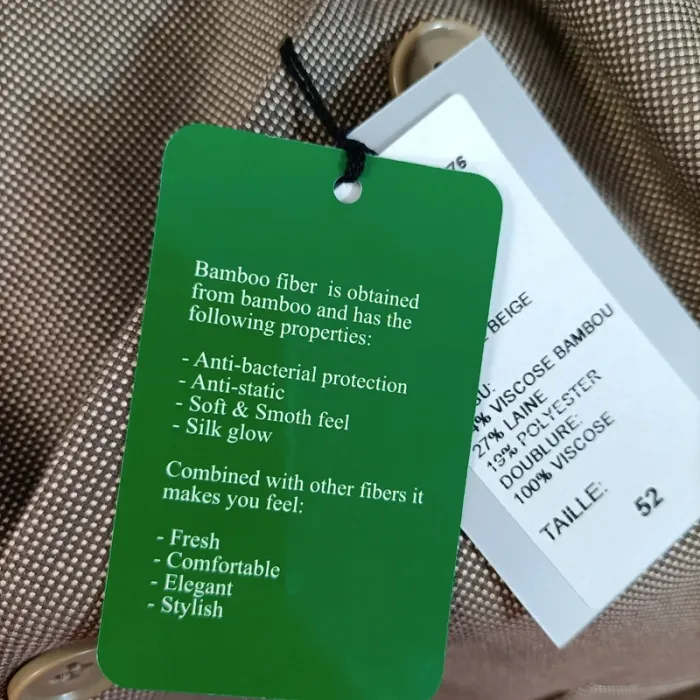 Bamboo fiber is obtained
from bamboo and has the
following properties:
- Anti-bacterial protection
- Anti-static
- Soft & Smoth feel
- Silk glow
Combined with other fibers it
makes you feel:
- Fresh
- Comfortable
- Elegant
- Stylish
76
BEIGE
VISCOSE BAMBOU
27% LAINE
19% POLYESTER
DOUBLURE:
100% VISCOSE
TAILLE: 52